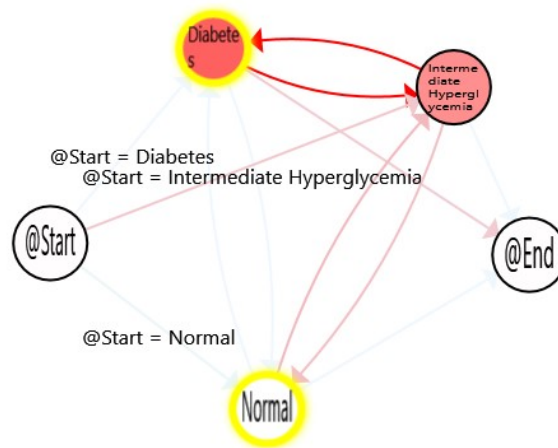 Diabete
s
Interme
diate
Hypergl
ycemia
@Start = Diabetes
@Start = Intermediate Hyperglycemia
@Start
@End
@Start = Normal
Normal